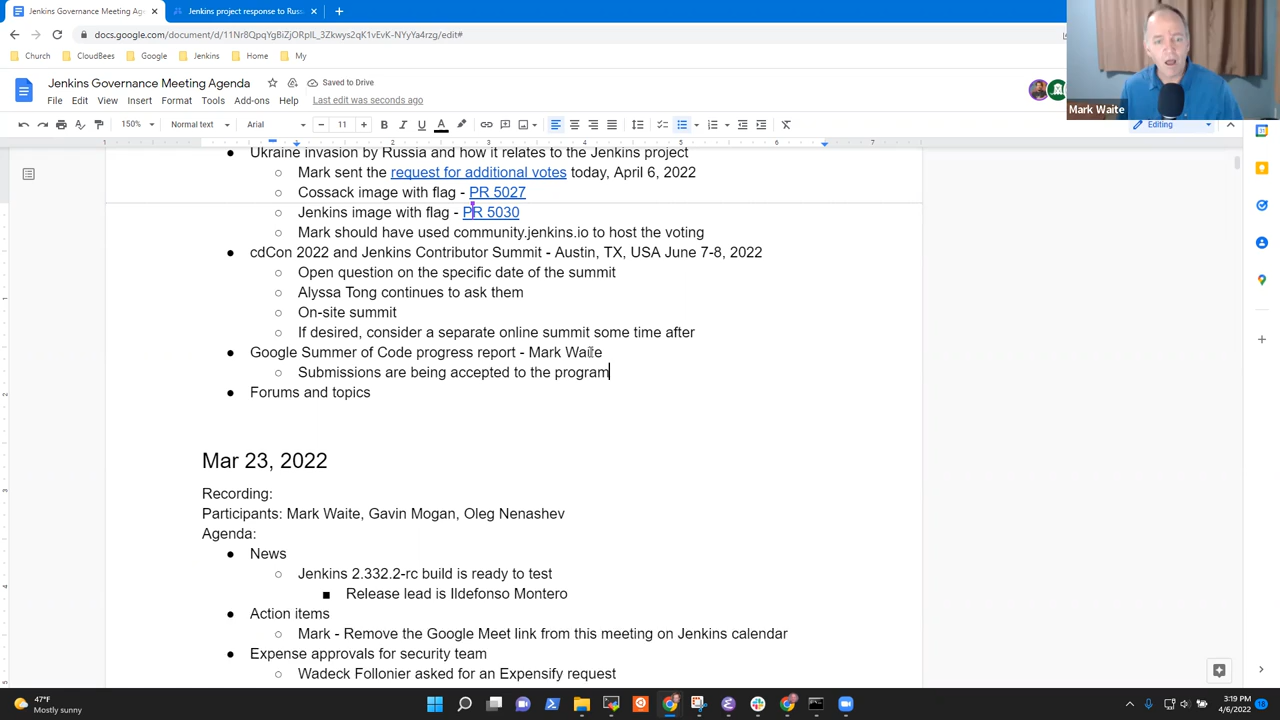 Jenkins Governance Meeting Ag
Jenkins project response to Russ
docs.google.com/document/d/11Nr8QpqYgBiZjORpIL_3Zkwys2qK1vEvK-NYyYa4rzg/edit#
Church
CloudBees
Google
Jenkins
Home
My
Jenkins Governance Meeting Agenda
Saved to Drive
File Edit View Insert Format Tools Add-ons Help Last edit was seconds ago
150% Normal text Arial 11
Editing
Mark Waite
Ukraine invasion by Russia and how it relates to the Jenkins project
Mark sent the request for additional votes today, April 6, 2022
Cossack image with flag - PR 5027
Jenkins image with flag - PR 5030
Mark should have used community.jenkins.io to host the voting
cdCon 2022 and Jenkins Contributor Summit - Austin, TX, USA June 7-8, 2022
Open question on the specific date of the summit
Alyssa Tong continues to ask them
On-site summit
If desired, consider a separate online summit some time after
Google Summer of Code progress report - Mark Waite
Submissions are being accepted to the program
Forums and topics
Mar 23, 2022
Recording:
Participants: Mark Waite, Gavin Mogan, Oleg Nenashev
Agenda:
News
Jenkins 2.332.2-rc build is ready to test
Release lead is Ildefonso Montero
Action items
Mark - Remove the Google Meet link from this meeting on Jenkins calendar
Expense approvals for security team
Wadeck Follonier asked for an Expensify request
47°F
Mostly sunny
3:19 PM
4/6/2022